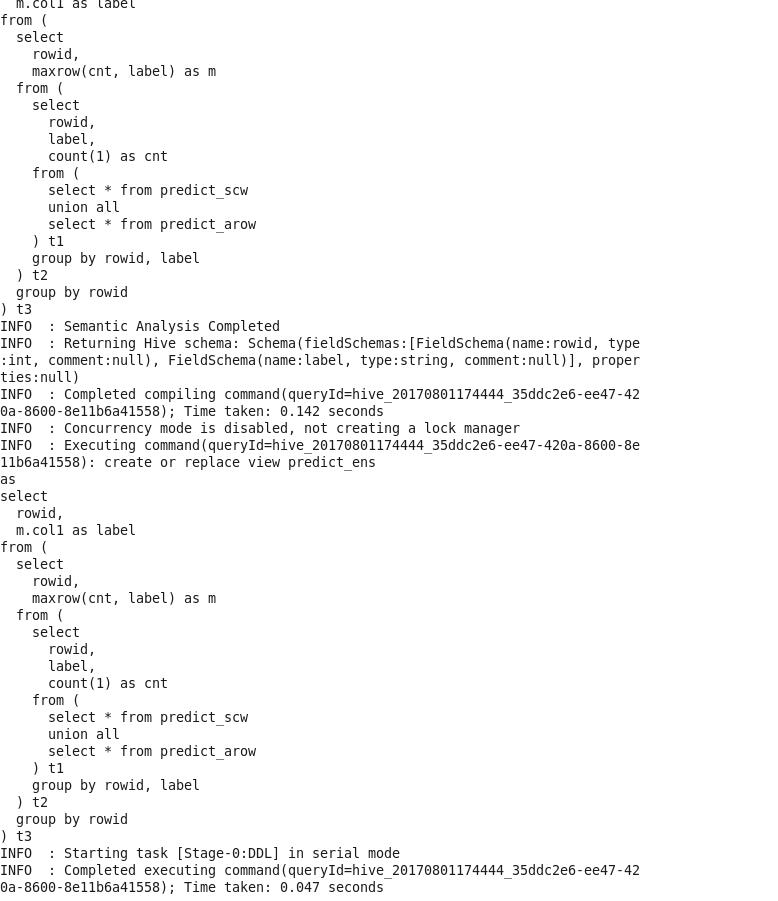 m.col1 as label
from (
  select
    rowid,
    maxrow(cnt, label) as m
  from (
    select
      rowid,
      label,
      count(1) as cnt
    from (
      select * from predict_scw
      union all
      select * from predict_arow
    ) t1
    group by rowid, label
  ) t2
  group by rowid
) t3
INFO  : Semantic Analysis Completed
INFO  : Returning Hive schema: Schema(fieldSchemas:[FieldSchema(name:rowid, type
:int, comment:null), FieldSchema(name:label, type:string, comment:null)], proper
ties:null)
INFO  : Completed compiling command(queryId=hive_20170801174444_35ddc2e6-ee47-42
0a-8600-8e11b6a41558); Time taken: 0.142 seconds
INFO  : Concurrency mode is disabled, not creating a lock manager
INFO  : Executing command(queryId=hive_20170801174444_35ddc2e6-ee47-420a-8600-8e
11b6a41558): create or replace view predict_ens
as
select
  rowid,
  m.col1 as label
from (
  select
    rowid,
    maxrow(cnt, label) as m
  from (
    select
      rowid,
      label,
      count(1) as cnt
    from (
      select * from predict_scw
      union all
      select * from predict_arow
    ) t1
    group by rowid, label
  ) t2
  group by rowid
) t3
INFO  : Starting task [Stage-0:DDL] in serial mode
INFO  : Completed executing command(queryId=hive_20170801174444_35ddc2e6-ee47-42
0a-8600-8e11b6a41558); Time taken: 0.047 seconds